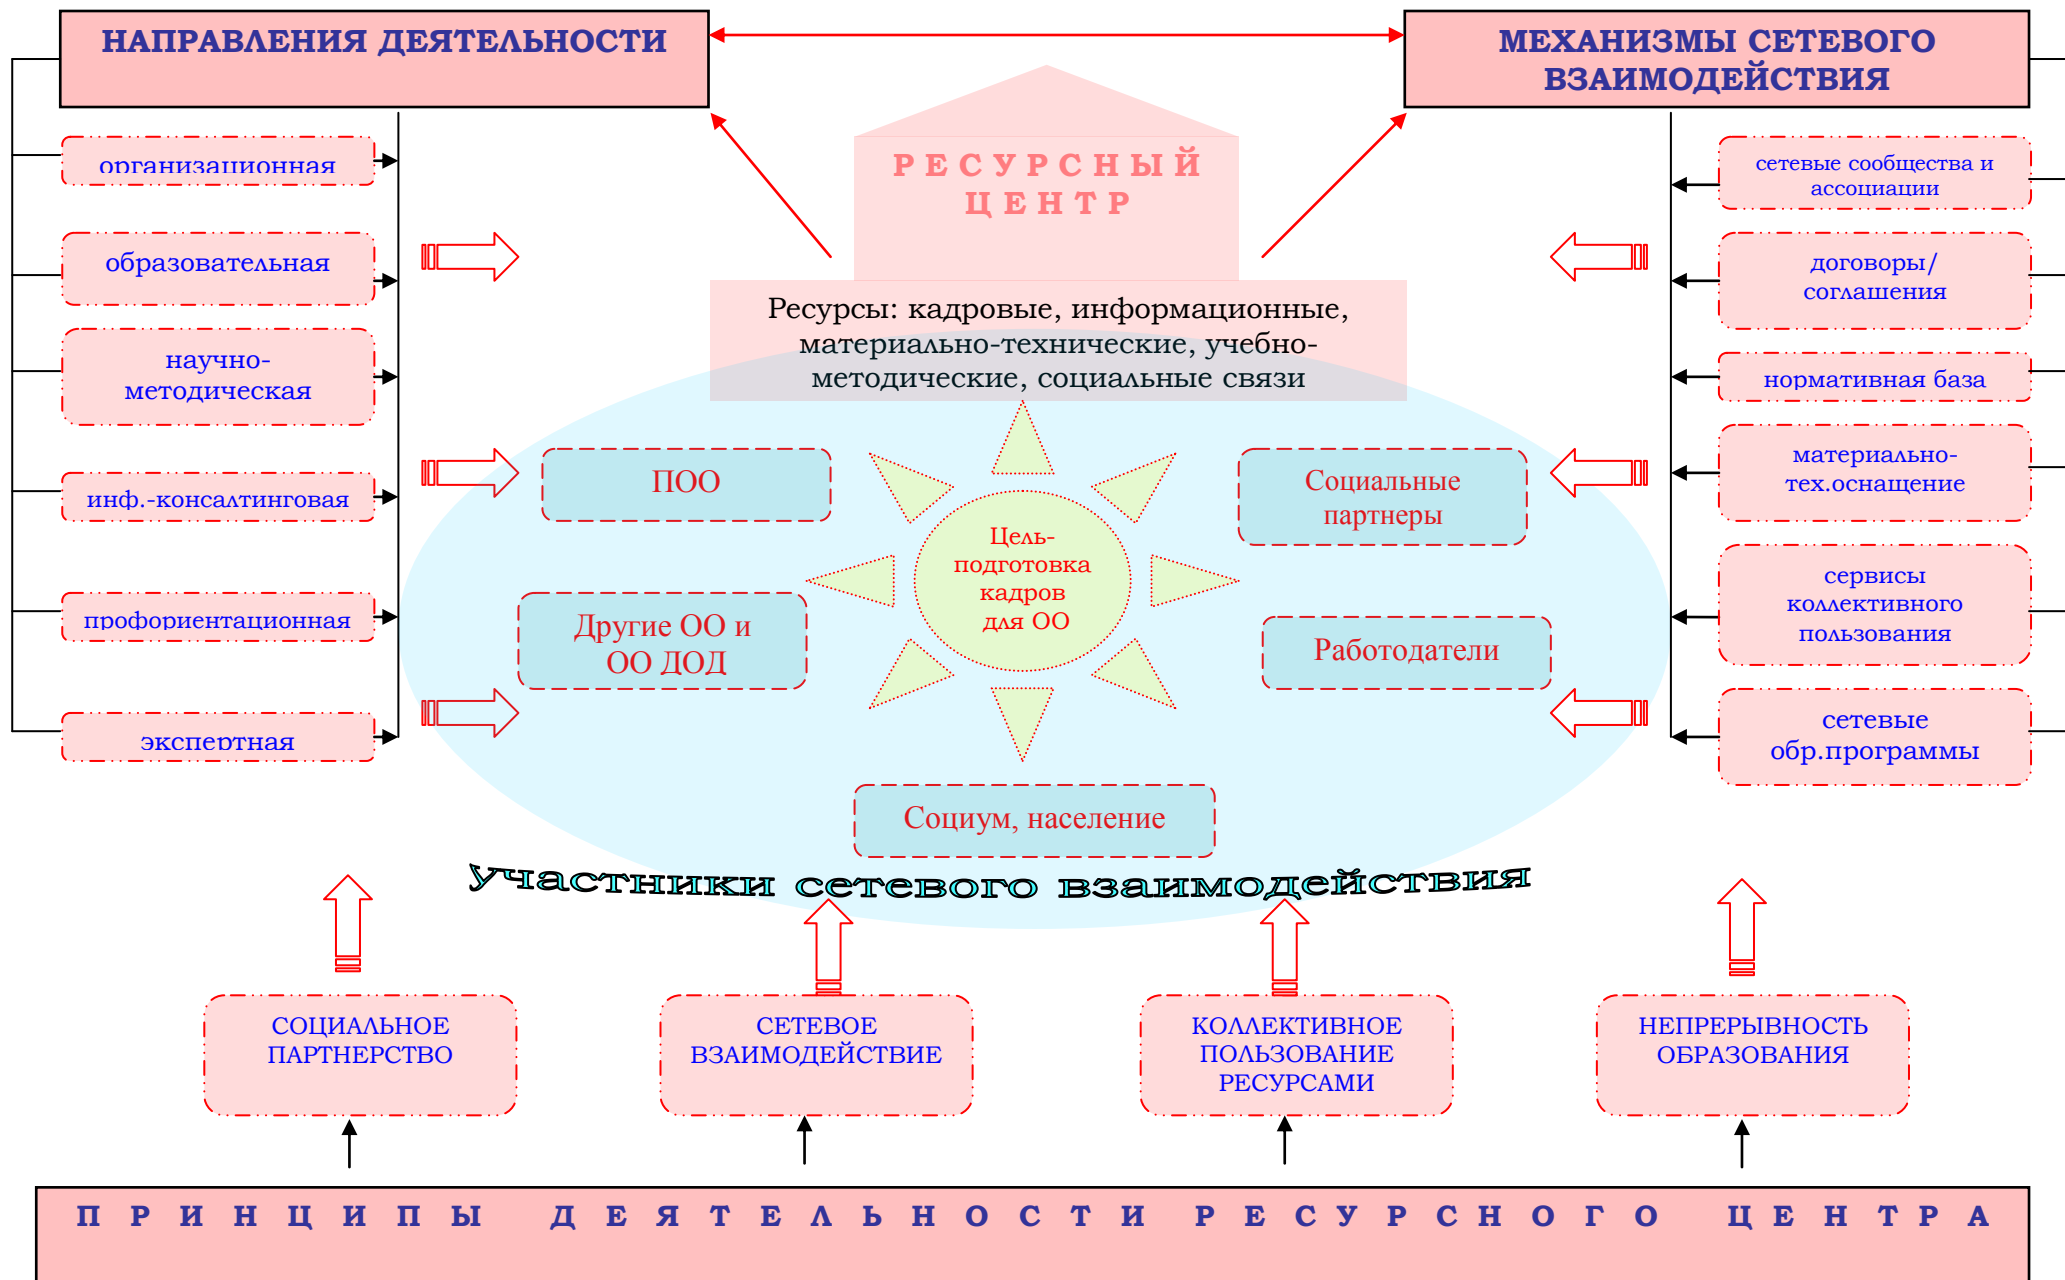 НАПРАВЛЕНИЯ ДЕЯТЕЛЬНОСТИ
МЕХАНИЗМЫ СЕТЕВОГО
ВЗАИМОДЕЙСТВИЯ
РЕСУРСНЫЙ
ЦЕНТР
Ресурсы: кадровые, информационные,
материально-технические, учебно-
методические, социальные связи
организационная
образовательная
научно-
методическая
инф.-консалтинговая
профориентационная
экспертная
сетевые сообщества и
ассоциации
договоры/
соглашения
нормативная база
материально-
тех.оснащение
сервисы
коллективного
пользования
сетевые
обр.программы
ПОО
Другие ОО и
ОО ДОД
Цель-
подготовка
кадров
для ОО
Социальные
партнеры
Работодатели
Социум, население
Участники сетевого взаимодействия
СОЦИАЛЬНОЕ
ПАРТНЕРСТВО
СЕТЕВОЕ
ВЗАИМОДЕЙСТВИЕ
КОЛЛЕКТИВНОЕ
ПОЛЬЗОВАНИЕ
РЕСУРСАМИ
НЕПРЕРЫВНОСТЬ
ОБРАЗОВАНИЯ
ПРИНЦИПЫ ДЕЯТЕЛЬНОСТИ РЕСУРСНОГО ЦЕНТРА